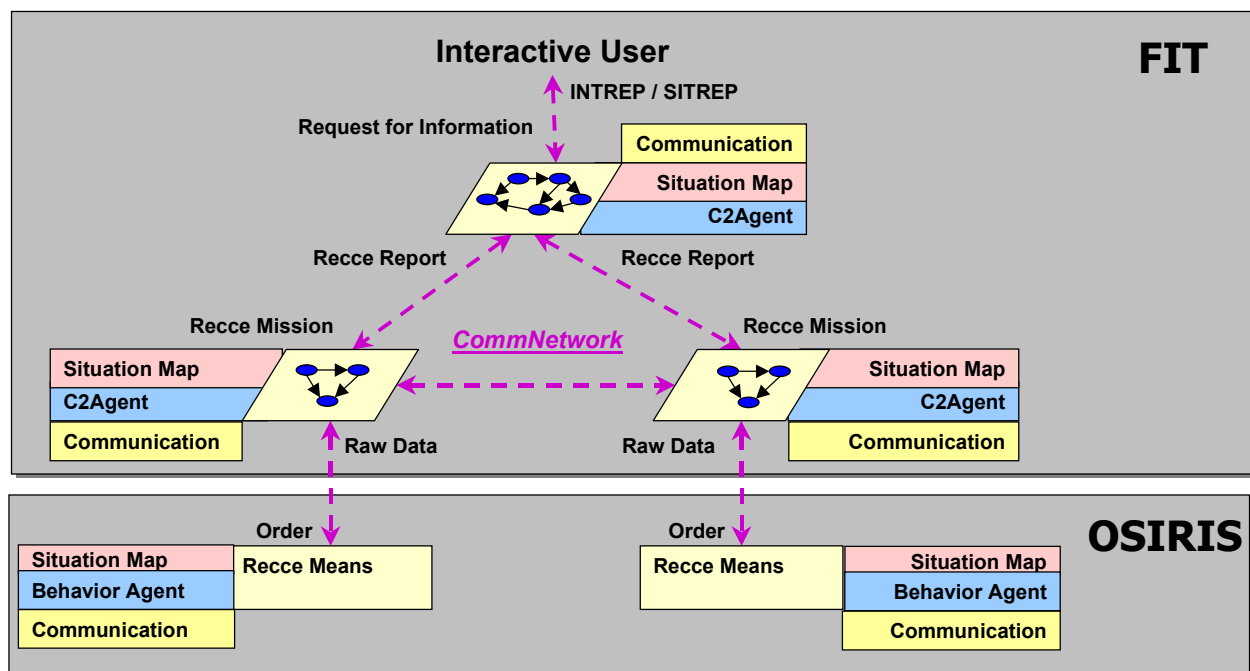 Interactive User
FIT
INTREP / SITREP
Request for Information
Communication
Situation Map
C2Agent
Recce Report
Recce Report
Recce Mission
CommNetwork
Recce Mission
Situation Map
C2Agent
Communication
Situation Map
C2Agent
Communication
Raw Data
Raw Data
OSIRIS
Order
Order
Situation Map
Behavior Agent
Communication
Recce Means
Recce Means
Situation Map
Behavior Agent
Communication